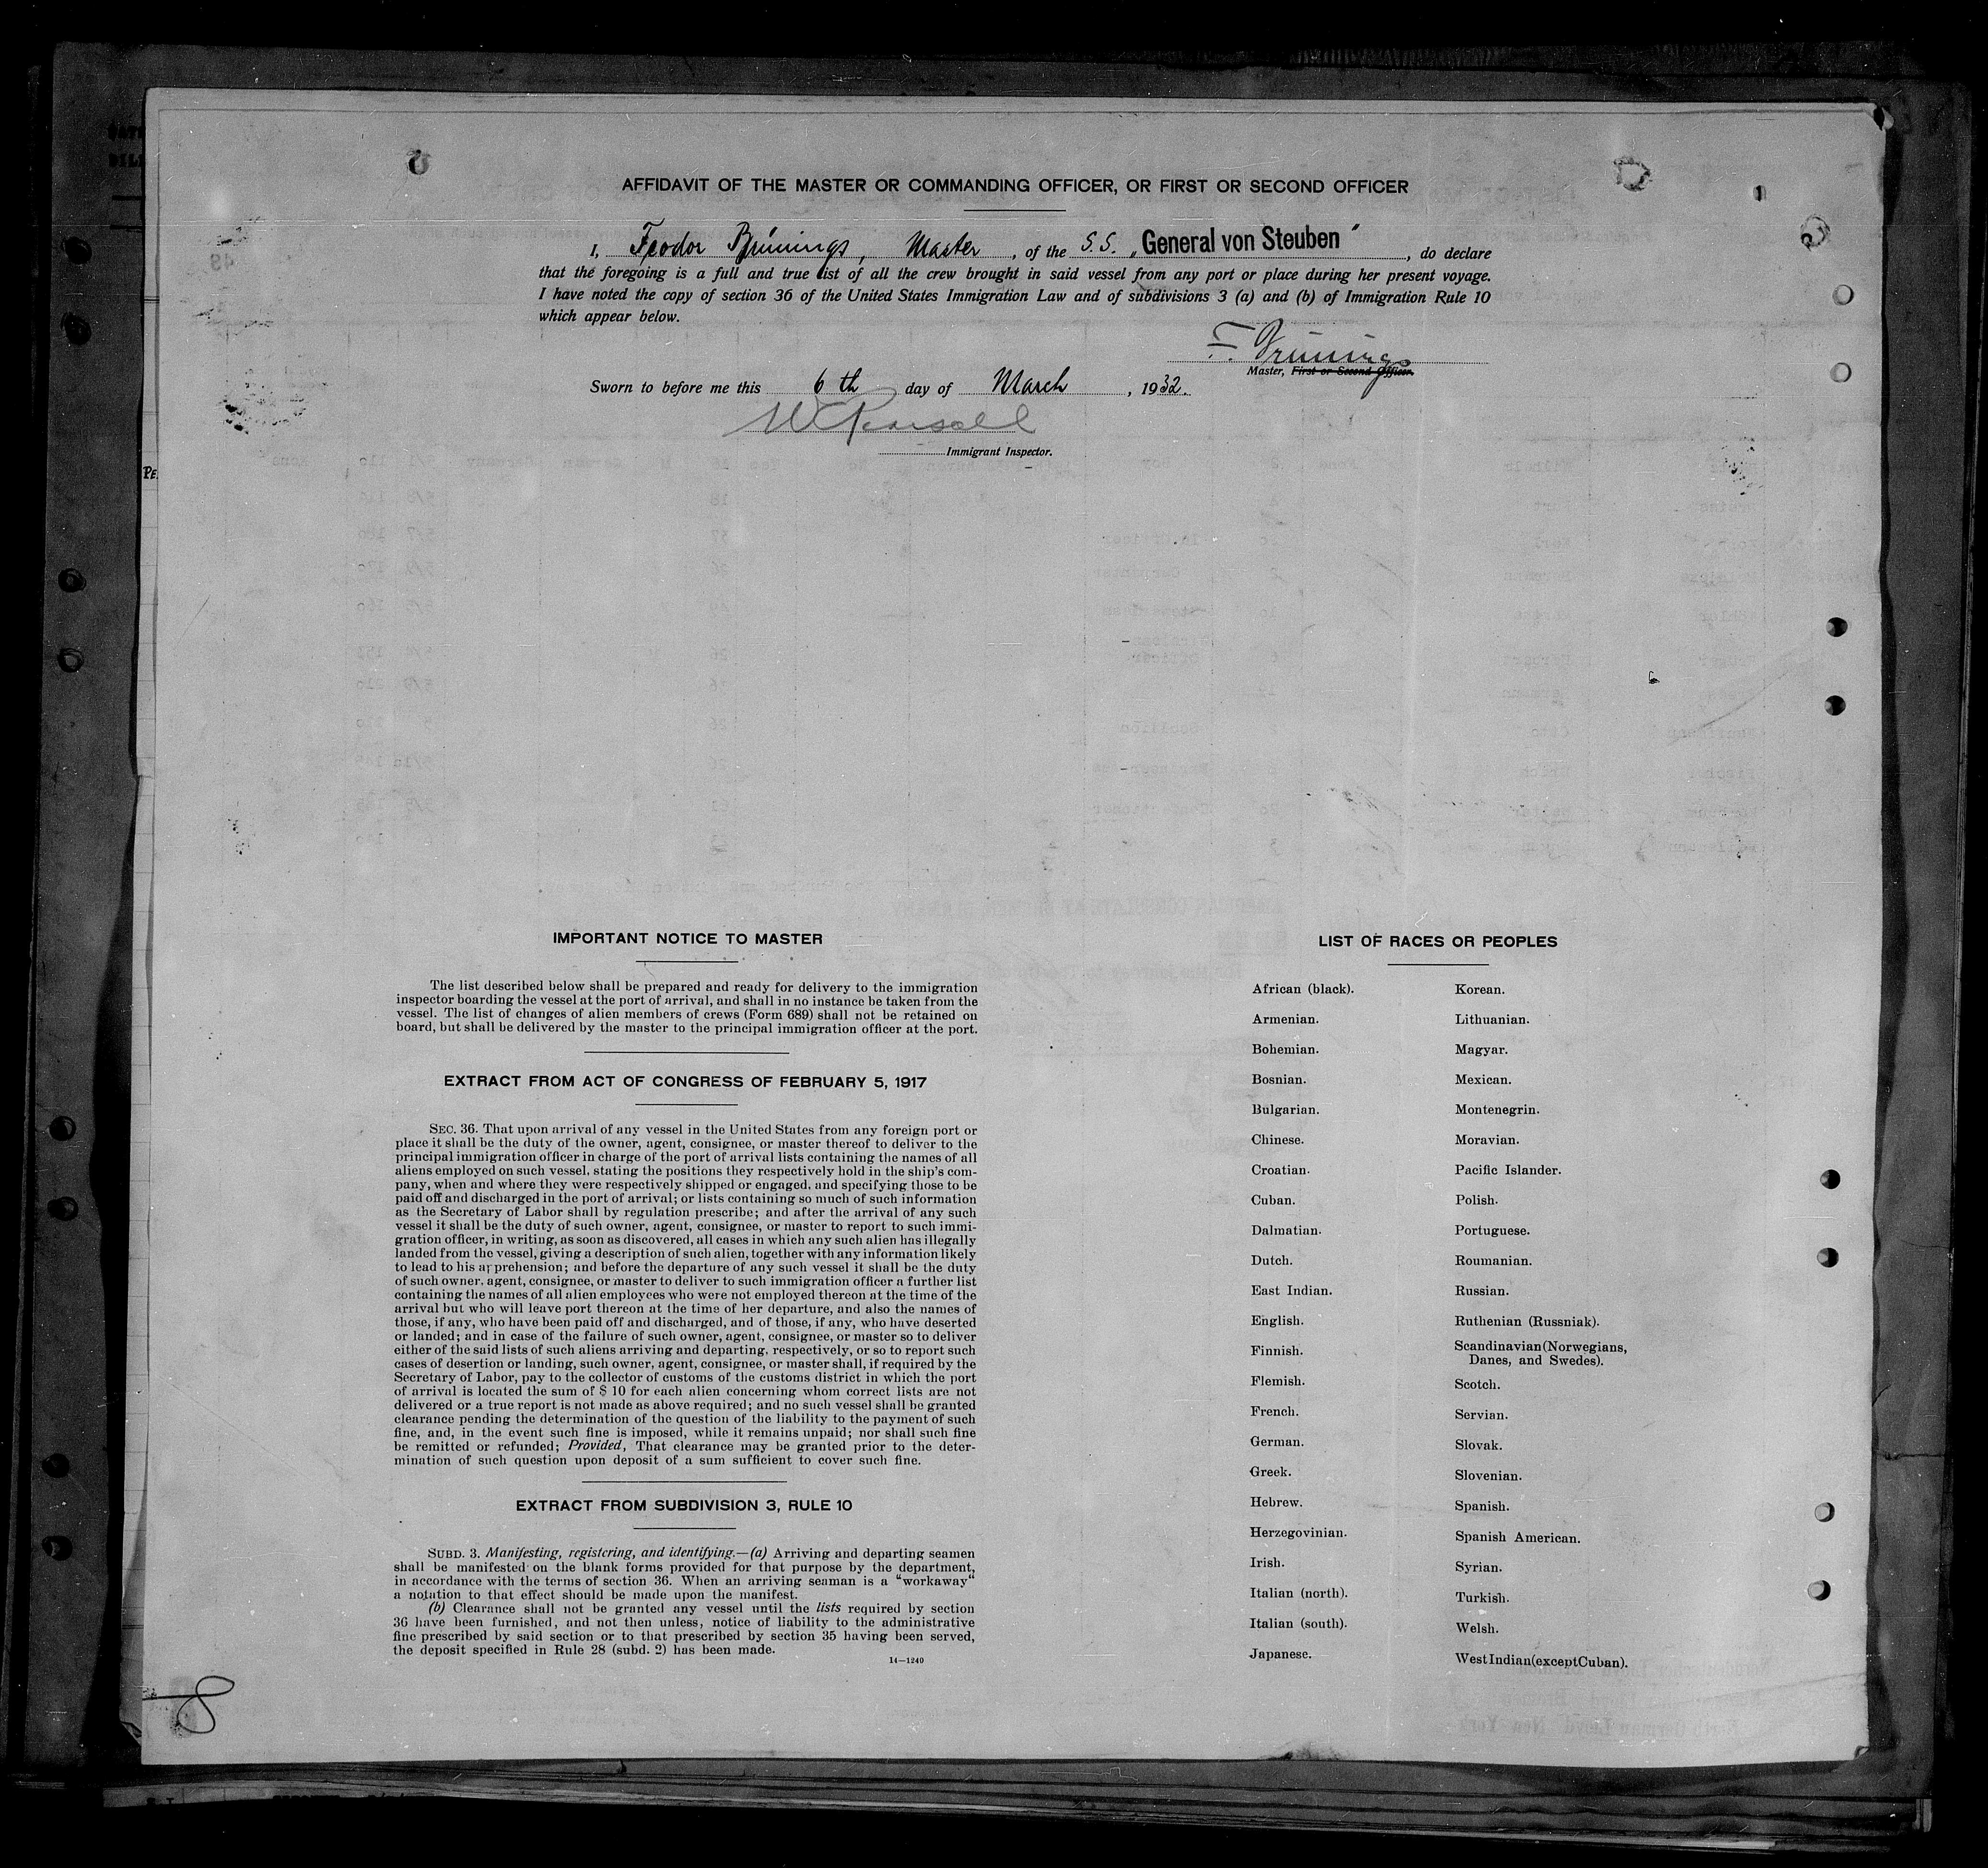 AFFIDAVIT OF THE MASTER OR COMMANDING OFFICER, OR FIRST OR SECOND OFFICER
I, Feodor Brünings, Master, of the S.S. „General von Steuben“, do declare
that the foregoing is a full and true list of all the crew brought in said vessel from any port or place during her present voyage.
I have noted the copy of section 36 of the United States Immigration Law and of subdivisions 3 (a) and (b) of Immigration Rule 10
which appear below.
F. Brünings
Master, First or Second Officer.
Sworn to before me this 6th day of March, 1932.
Immigrant Inspector.
IMPORTANT NOTICE TO MASTER
The list described below shall be prepared and ready for delivery to the immigration
inspector boarding the vessel at the port of arrival, and shall in no instance be taken from the
vessel. The list of changes of alien members of crews (Form 689) shall not be retained on
board, but shall be delivered by the master to the principal immigration officer at the port.
EXTRACT FROM ACT OF CONGRESS OF FEBRUARY 5, 1917
SEC. 36. That upon arrival of any vessel in the United States from any foreign port or
place it shall be the duty of the owner, agent, consignee, or master thereof to deliver to the
principal immigration officer in charge of the port of arrival lists containing the names of all
aliens employed on such vessel, stating the positions they respectively hold in the ship's com-
pany, when and where they were respectively shipped or engaged, and specifying those to be
paid off and discharged in the port of arrival; or lists containing so much of such information
as the Secretary of Labor shall by regulation prescribe; and after the arrival of any such
vessel it shall be the duty of such owner, agent, consignee, or master to report to such immi-
gration officer, in writing, as soon as discovered, all cases in which any such alien has illegally
landed from the vessel, giving a description of such alien, together with any information likely
to lead to his apprehension; and before the departure of any such vessel it shall be the duty
of such owner, agent, consignee, or master to deliver to such immigration officer a further list
containing the names of all alien employees who were not employed thereon at the time of the
arrival but who will leave port thereon at the time of her departure, and also the names of
those, if any, who have been paid off and discharged, and of those, if any, who have deserted
or landed; and in case of the failure of such owner, agent, consignee, or master so to deliver
either of the said lists of such aliens arriving and departing, respectively, or so to report such
cases of desertion or landing, such owner, agent, consignee, or master shall, if required by the
Secretary of Labor, pay to the collector of customs of the customs district in which the port
of arrival is located the sum of $ 10 for each alien concerning whom correct lists are not
delivered or a true report is not made as above required; and no such vessel shall be granted
clearance pending the determination of the question of the liability to the payment of such
fine, and, in the event such fine is imposed, while it remains unpaid; nor shall such fine
be remitted or refunded; Provided, That clearance may be granted prior to the deter-
mination of such question upon deposit of a sum sufficient to cover such fine.
EXTRACT FROM SUBDIVISION 3, RULE 10
SUBD. 3. Manifesting, registering, and identifying.—(a) Arriving and departing seamen
shall be manifested on the blank forms provided for that purpose by the department,
in accordance with the terms of section 36. When an arriving seaman is a "workaway"
a notation to that effect should be made upon the manifest.
(b) Clearance shall not be granted any vessel until the lists required by section
36 have been furnished, and not then unless, notice of liability to the administrative
fine prescribed by said section or to that prescribed by section 35 having been served,
the deposit specified in Rule 28 (subd. 2) has been made.
14—1240
LIST OF RACES OR PEOPLES
African (black).
Armenian.
Bohemian.
Bosnian.
Bulgarian.
Chinese.
Croatian.
Cuban.
Dalmatian.
Dutch.
East Indian.
English.
Finnish.
Flemish.
French.
German.
Greek.
Hebrew.
Herzegovinian.
Irish.
Italian (north).
Italian (south).
Japanese.
Korean.
Lithuanian.
Magyar.
Mexican.
Montenegrin.
Moravian.
Pacific Islander.
Polish.
Portuguese.
Roumanian.
Russian.
Ruthenian (Russniak).
Scandinavian (Norwegians,
Danes, and Swedes).
Scotch.
Servian.
Slovak.
Slovenian.
Spanish.
Spanish American.
Syrian.
Turkish.
Welsh.
West Indian (except Cuban).